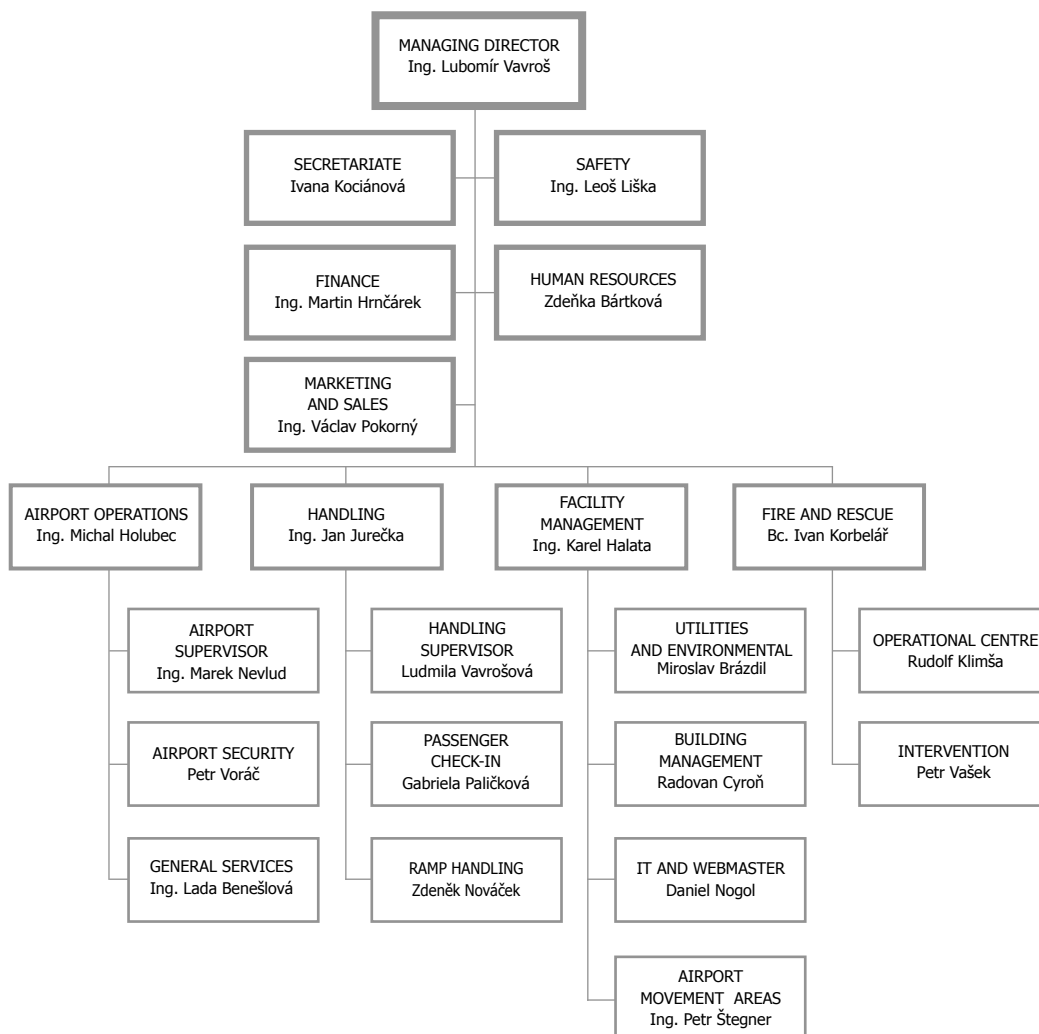 MANAGING DIRECTOR
Ing. Lubomír Vavroš
SECRETARIATE
Ivana Kociánová
SAFETY
Ing. Leoš Liška
FINANCE
Ing. Martin Hrnčárek
HUMAN RESOURCES
Zdeňka Bártková
MARKETING
AND SALES
Ing. Václav Pokorný
AIRPORT OPERATIONS
Ing. Michal Holubec
HANDLING
Ing. Jan Jurečka
FACILITY
MANAGEMENT
Ing. Karel Halata
FIRE AND RESCUE
Bc. Ivan Korbelář
AIRPORT
SUPERVISOR
Ing. Marek Nevlud
HANDLING
SUPERVISOR
Ludmila Vavrošová
UTILITIES
AND ENVIRONMENTAL
Miroslav Brázdil
OPERATIONAL CENTRE
Rudolf Klimša
AIRPORT SECURITY
Petr Voráč
PASSENGER
CHECK-IN
Gabriela Paličková
BUILDING
MANAGEMENT
Radovan Cyroň
INTERVENTION
Petr Vašek
GENERAL SERVICES
Ing. Lada Benešlová
RAMP HANDLING
Zdeněk Nováček
IT AND WEBMASTER
Daniel Nogol
AIRPORT
MOVEMENT AREAS
Ing. Petr Štegner